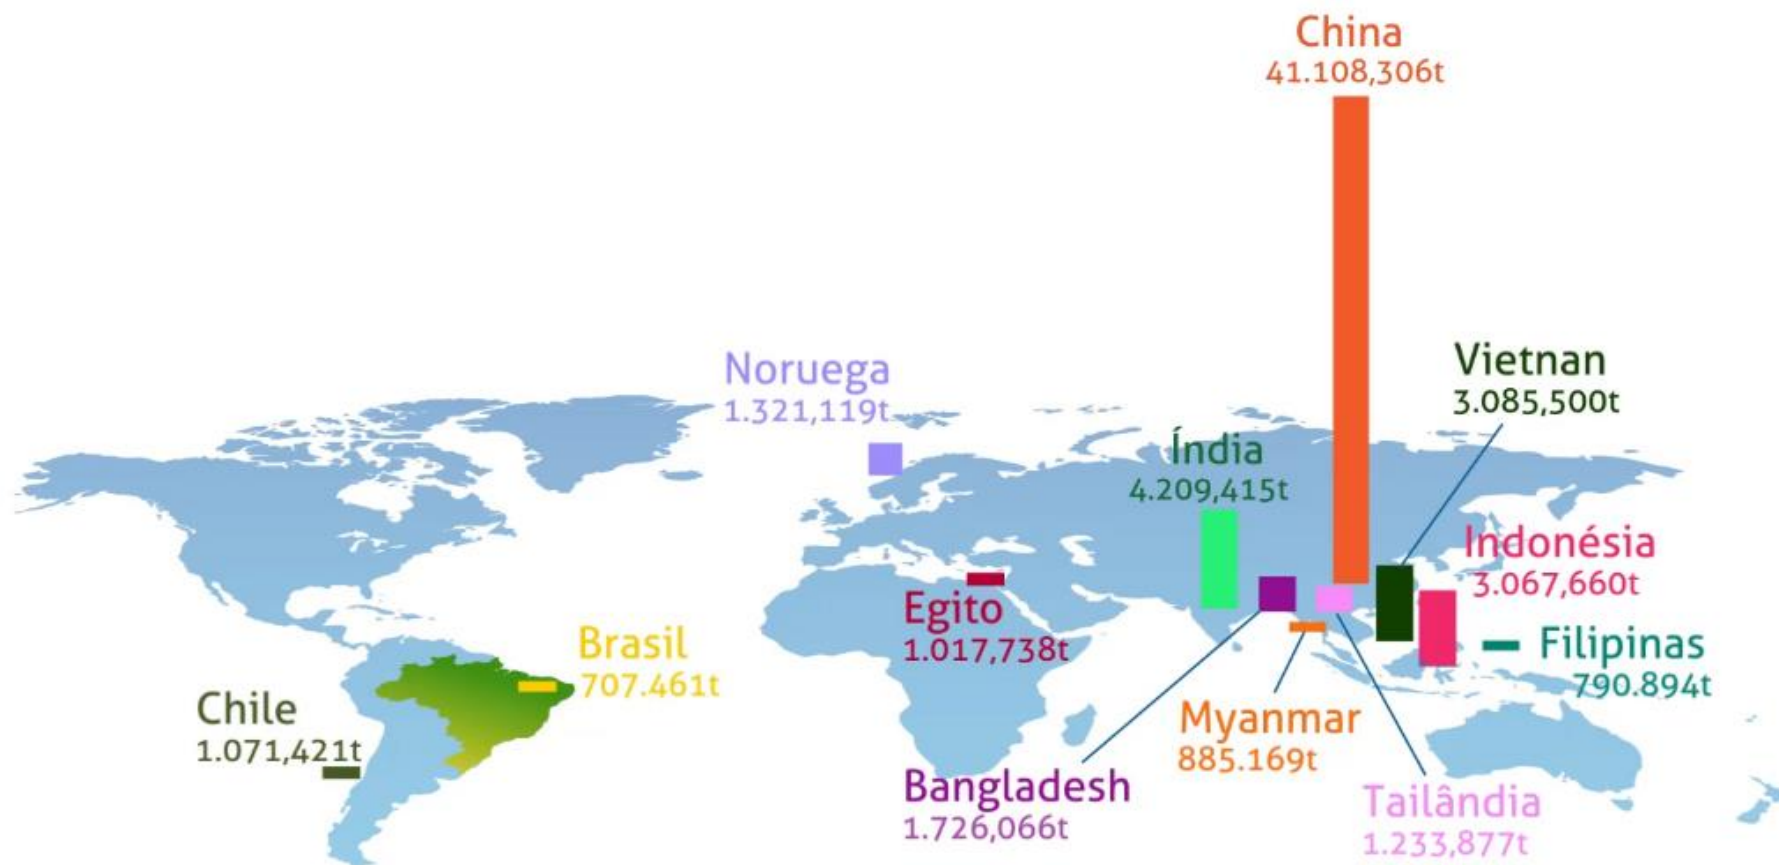 China
41.108,306t
Vietnan
3.085,500t
Noruega
1.321,119t
Índia
4.209,415t
Indonésia
3.067,660t
Egito
1.017,738t
Brasil
707.461t
Filipinas
790.894t
Chile
1.071,421t
Myanmar
885.169t
Bangladesh
1.726,066t
Tailândia
1.233,877t